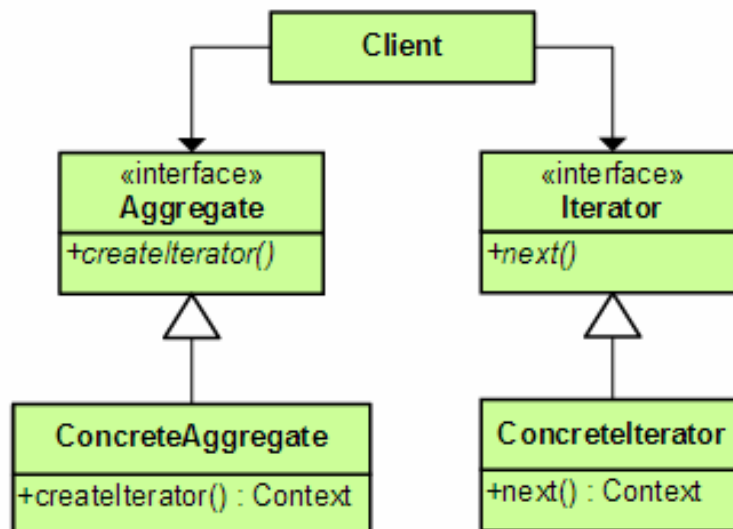 Client
«interface»
Aggregate
+createIterator()
«interface»
Iterator
+next()
ConcreteAggregate
+createIterator() : Context
ConcreteIterator
+next() : Context